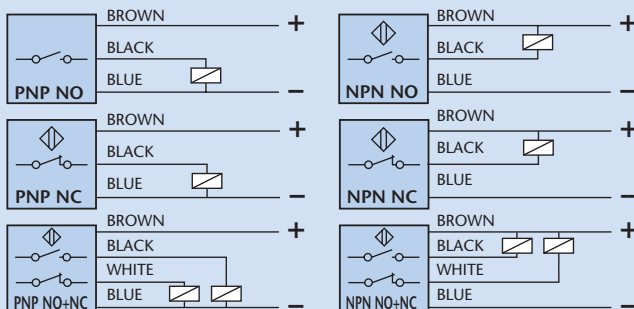 BROWN
+
BLACK
BLUE
PNP NO
−
BROWN
+
BLACK
BLUE
NPN NO
−
BROWN
+
BLACK
BLUE
PNP NC
−
BROWN
+
BLACK
BLUE
NPN NC
−
BROWN
+
BLACK
WHITE
BLUE
PNP NO+NC
−
BROWN
+
BLACK
WHITE
BLUE
NPN NO+NC
−